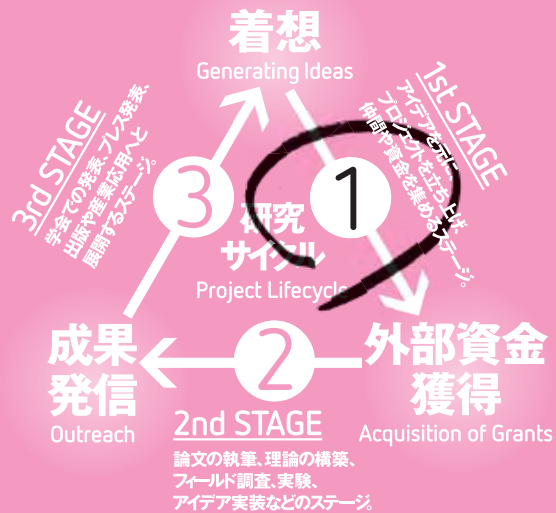 着想
Generating Ideas
1st STAGE
アイデアを元に、
プロジェクトを立ち上げ、
仲間や資金を集めるステージ。
3rd STAGE
学会での発表、プレス発表、
出版や産業応用へと
展開するステージ。
3
1
研究
サイクル
Project Lifecycle
成果
発信
Outreach
2
外部資金
獲得
Acquisition of Grants
2nd STAGE
論文の執筆、理論の構築、
フィールド調査、実験、
アイデア実装などのステージ。